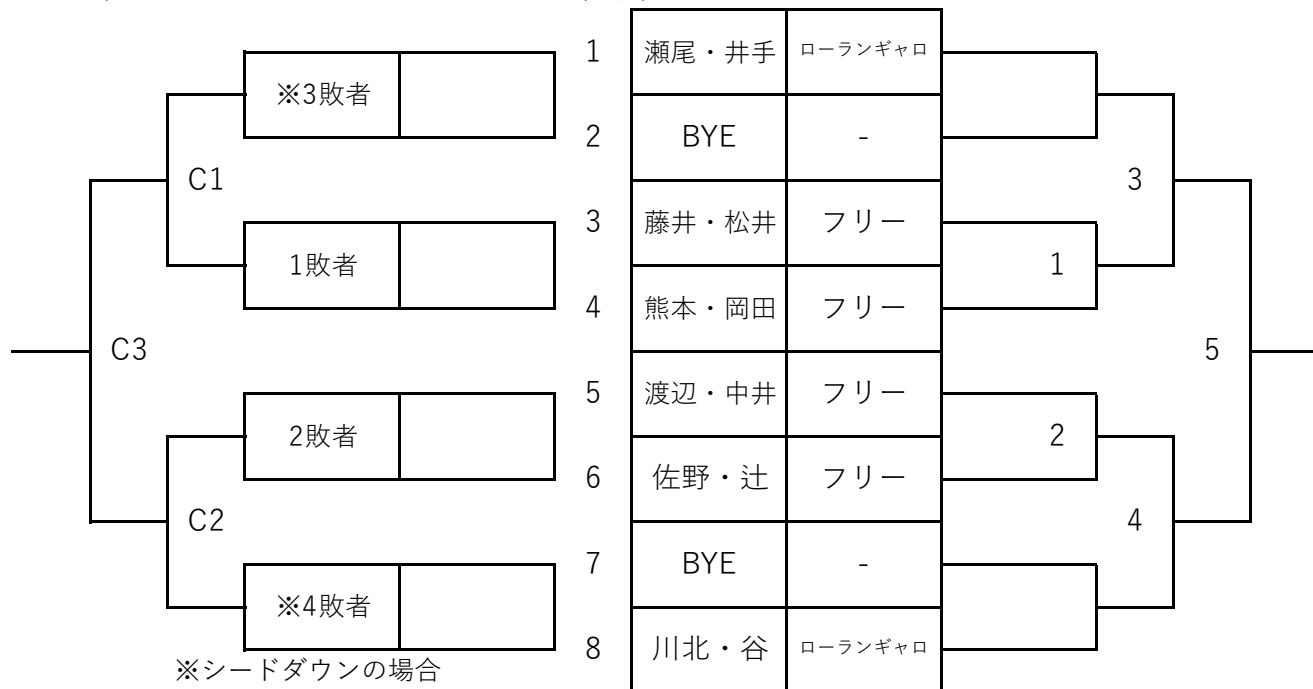 1 瀬尾・井手 ローランギャロ
※3敗者
2 BYE -
C1
3
3 藤井・松井 フリー
1敗者
1
4 熊本・岡田 フリー
C3
5
5 渡辺・中井 フリー
2敗者
2
6 佐野・辻 フリー
C2
4
7 BYE -
※4敗者
8 川北・谷 ローランギャロ
※シードダウンの場合